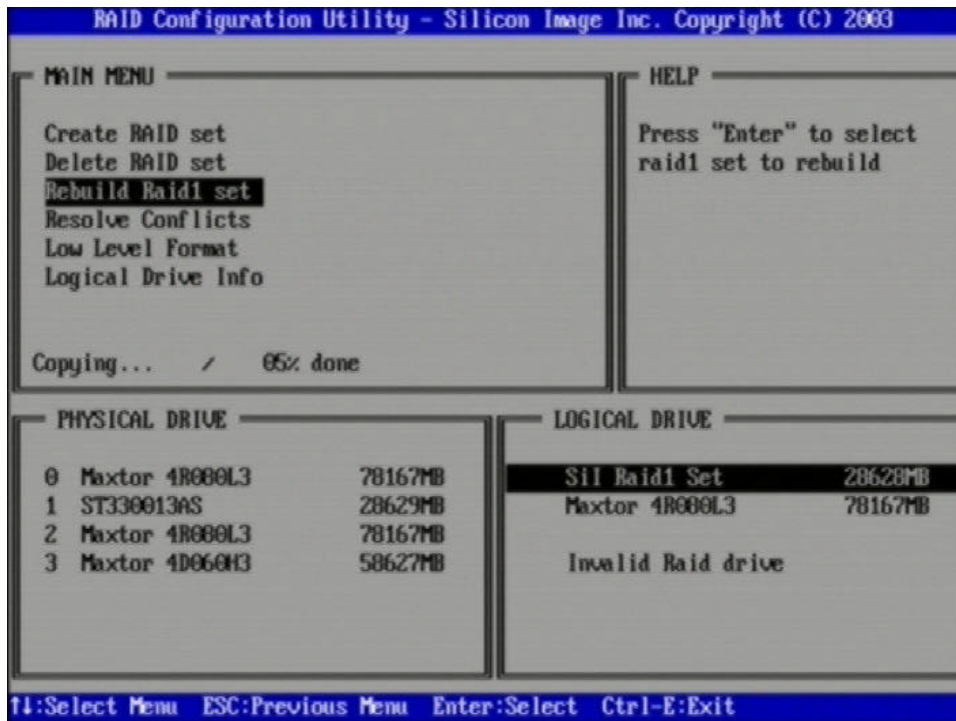 RAID Configuration Utility - Silicon Image Inc. Copyright (C) 2003
MAIN MENU
Create RAID set
Delete RAID set
Rebuild Raid1 set
Resolve Conflicts
Low Level Format
Logical Drive Info
Copying... / 05% done
HELP
Press "Enter" to select
raid1 set to rebuild
PHYSICAL DRIVE
0 Maxtor 4R080L3 78167MB
1 ST330013AS 28629MB
2 Maxtor 4R080L3 78167MB
3 Maxtor 4D060H3 58627MB
LOGICAL DRIVE
SiI Raid1 Set 28628MB
Maxtor 4R080L3 78167MB
Invalid Raid drive
↑↓:Select Menu ESC:Previous Menu Enter:Select Ctrl-E:Exit